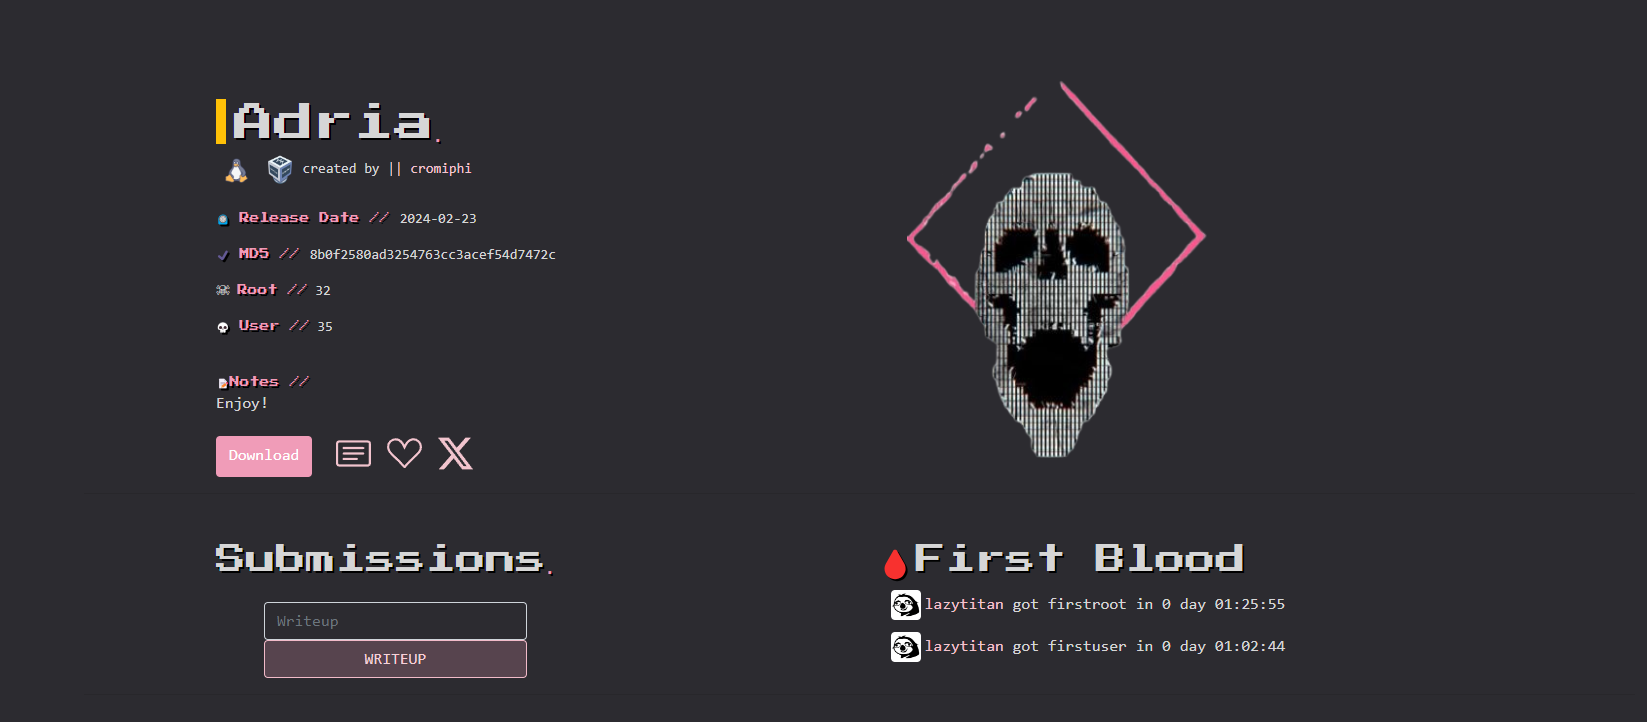 Adria.
created by || cromiphi
Release Date // 2024-02-23
MD5 // 8b0f2580ad3254763cc3acef54d7472c
Root // 32
User // 35
Notes //
Enjoy!
Download
Submissions.
Writeup
WRITEUP
First Blood
lazytitan got firstroot in 0 day 01:25:55
lazytitan got firstuser in 0 day 01:02:44